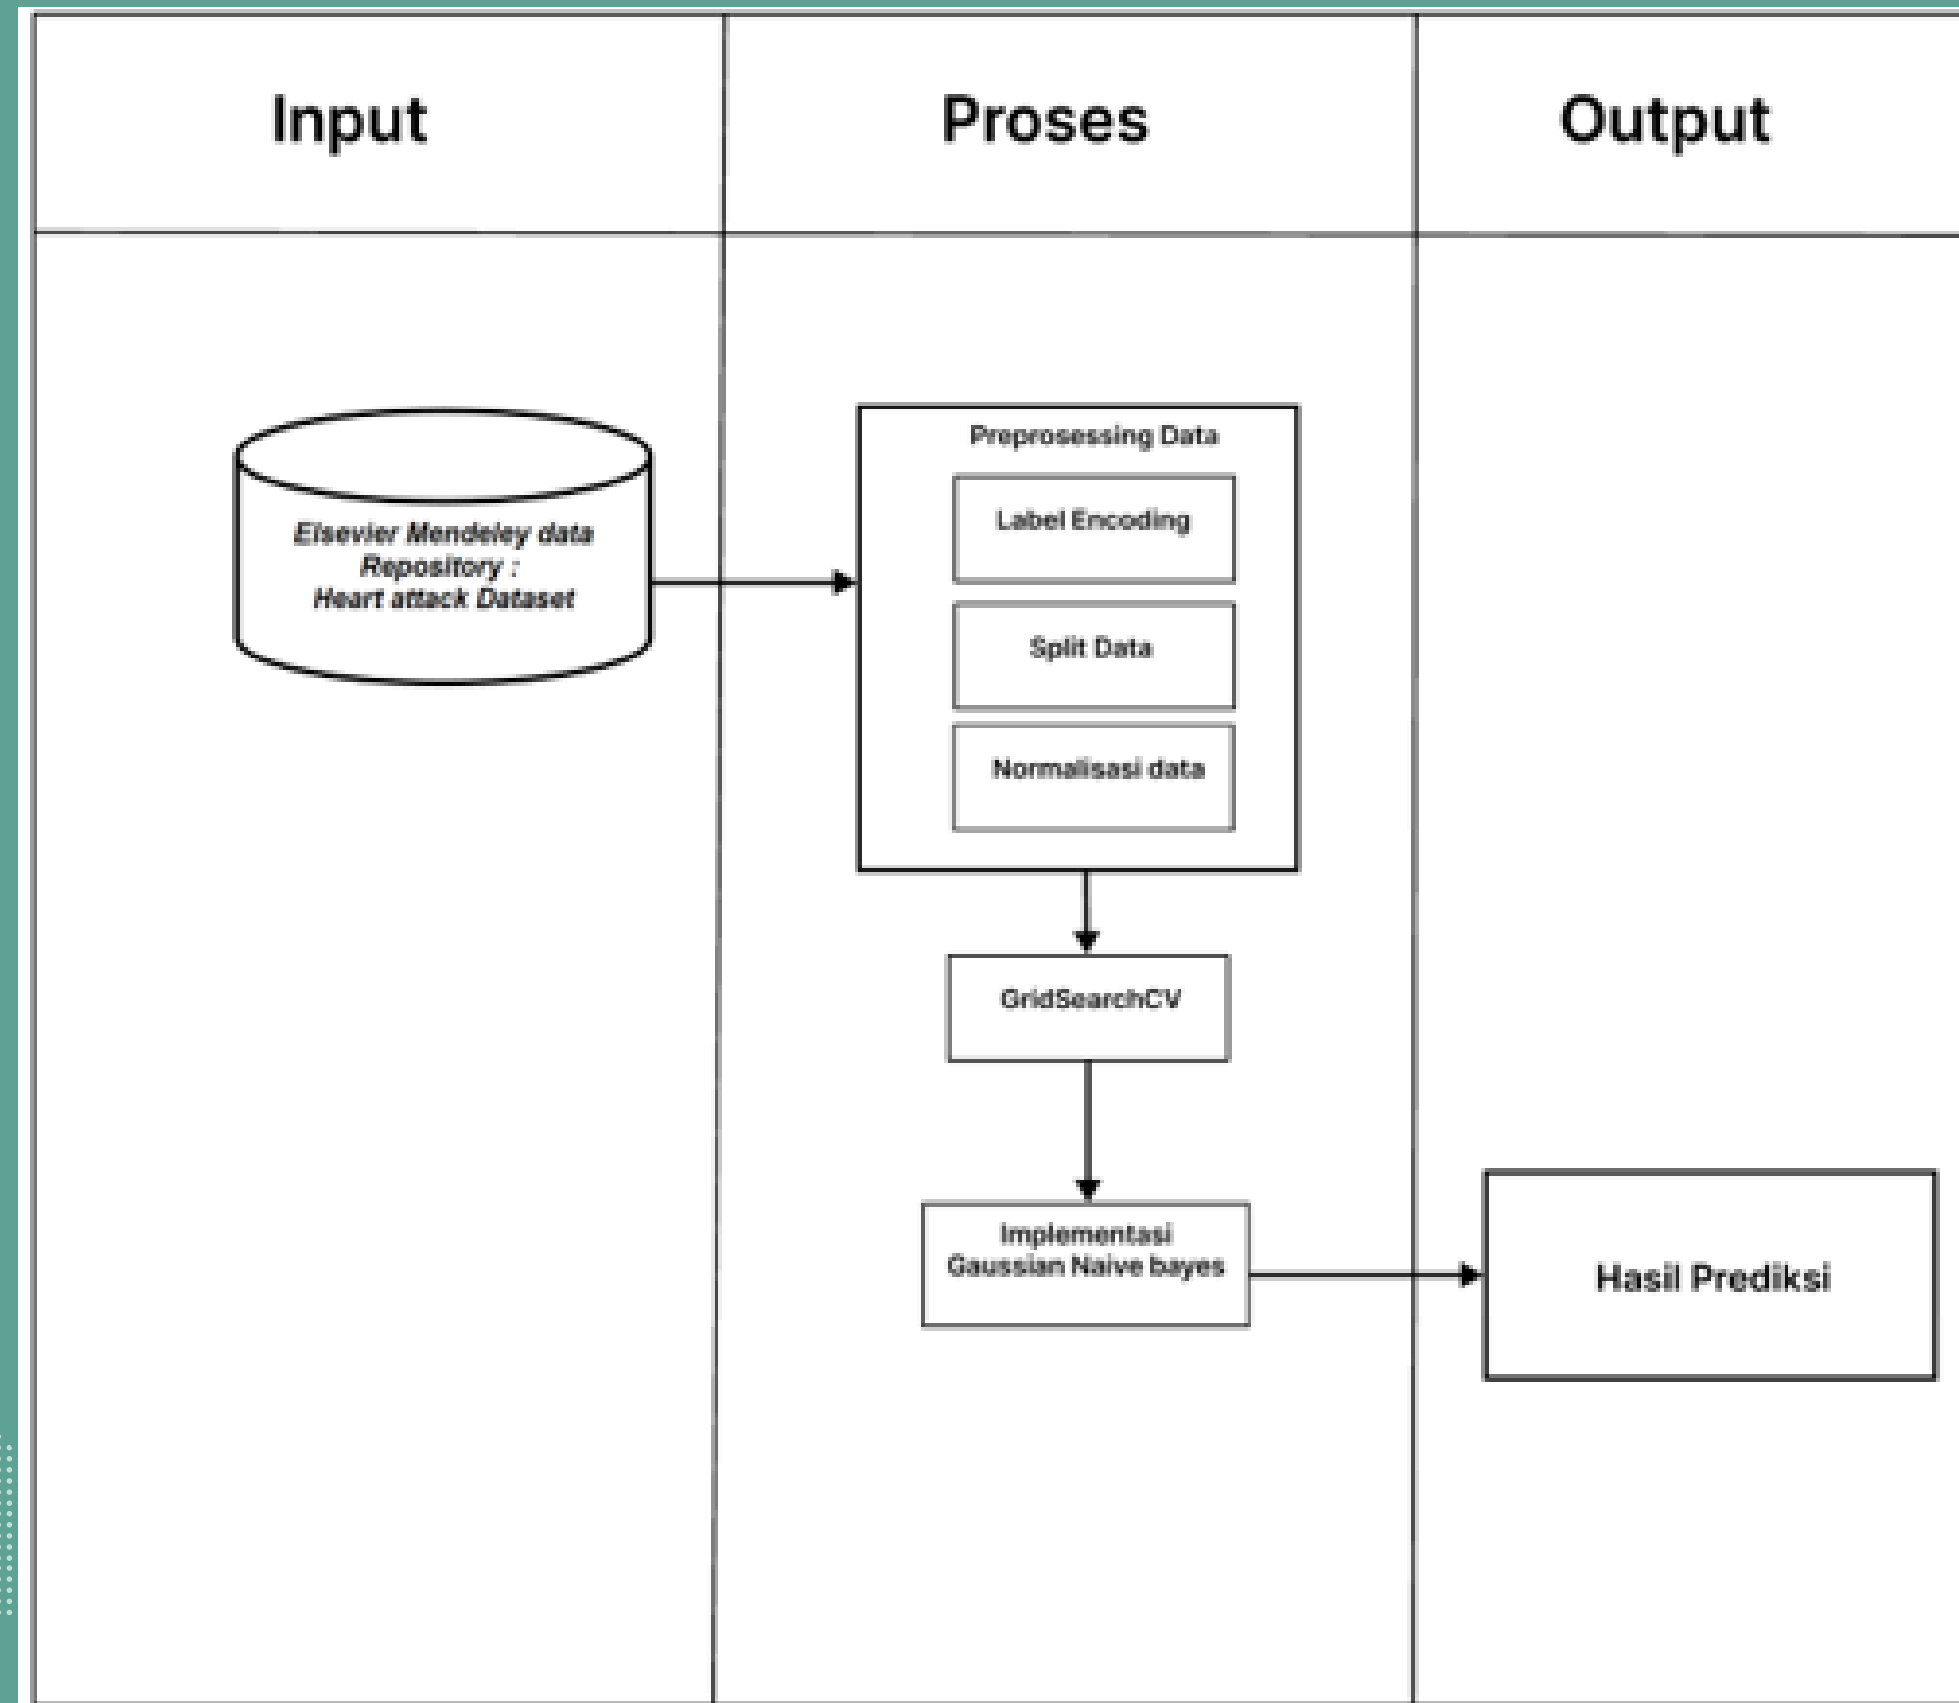 Input
Proses
Output
Elsevier Mendeley data
Repository :
Heart attack Dataset
Preprosessing Data
Label Encoding
Split Data
Normalisasi data
GridSearchCV
Implementasi
Gaussian Naive bayes
Hasil Prediksi